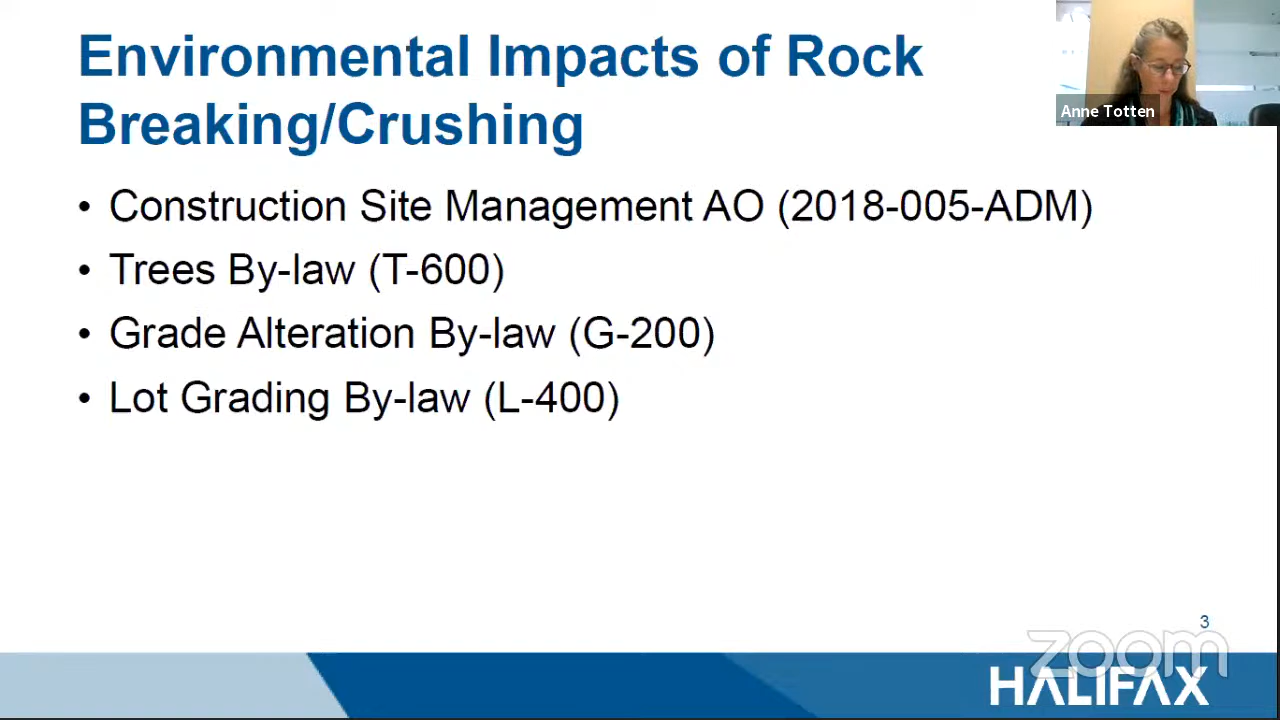 Environmental Impacts of Rock
Breaking/Crushing
Anne Totten
• Construction Site Management AO (2018-005-ADM)
• Trees By-law (T-600)
• Grade Alteration By-law (G-200)
• Lot Grading By-law (L-400)
3
zoom
HALIFAX